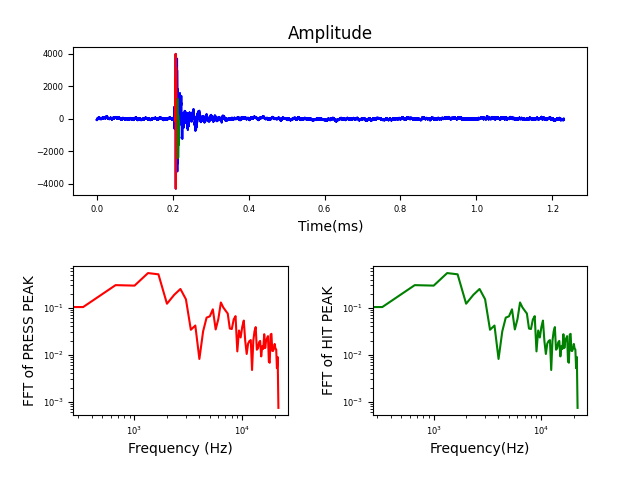 Amplitude
4000
2000
0
−2000
−4000
0.0 0.2 0.4 0.6 0.8 1.0 1.2
Time(ms)
FFT of PRESS PEAK
10⁻¹
10⁻²
10⁻³
10³ 10⁴
Frequency (Hz)
FFT of HIT PEAK
10⁻¹
10⁻²
10⁻³
10³ 10⁴
Frequency(Hz)